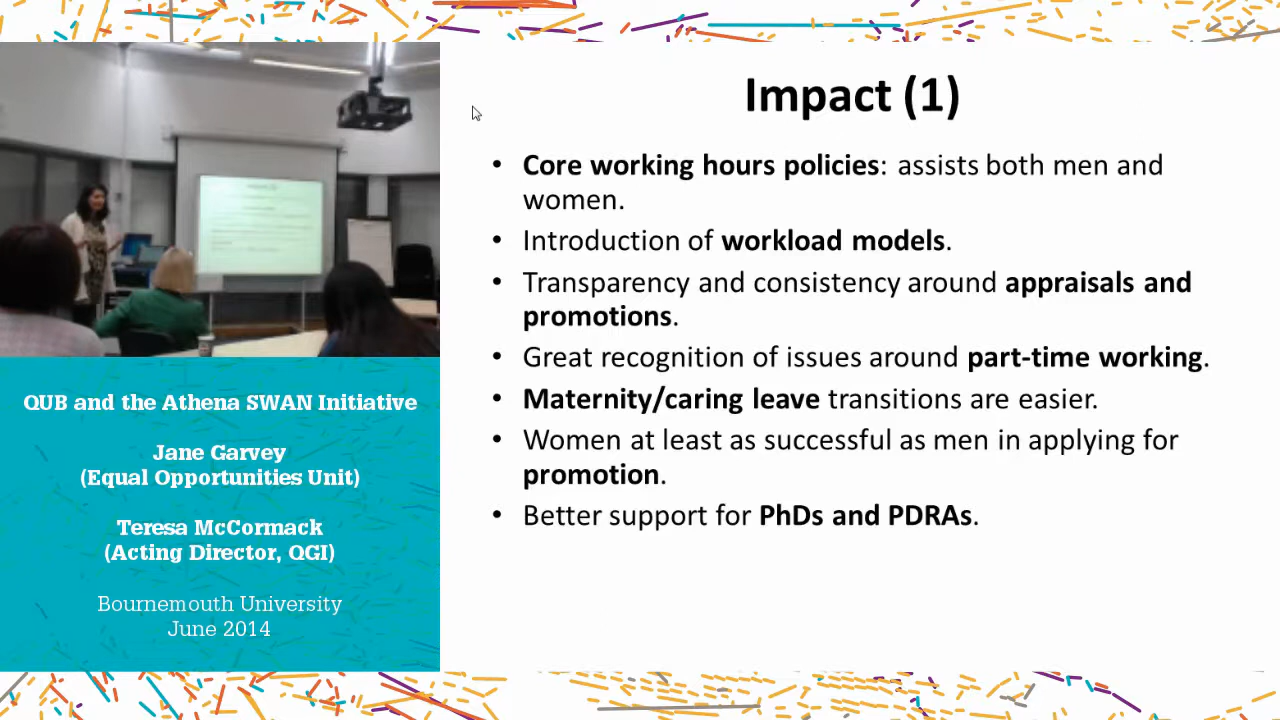 Impact (1)
• Core working hours policies: assists both men and
women.
• Introduction of workload models.
• Transparency and consistency around appraisals and
promotions.
• Great recognition of issues around part-time working.
• Maternity/caring leave transitions are easier.
• Women at least as successful as men in applying for
promotion.
• Better support for PhDs and PDRAs.
QUB and the Athena SWAN Initiative
Jane Garvey
(Equal Opportunities Unit)
Teresa McCormack
(Acting Director, QGI)
Bournemouth University
June 2014